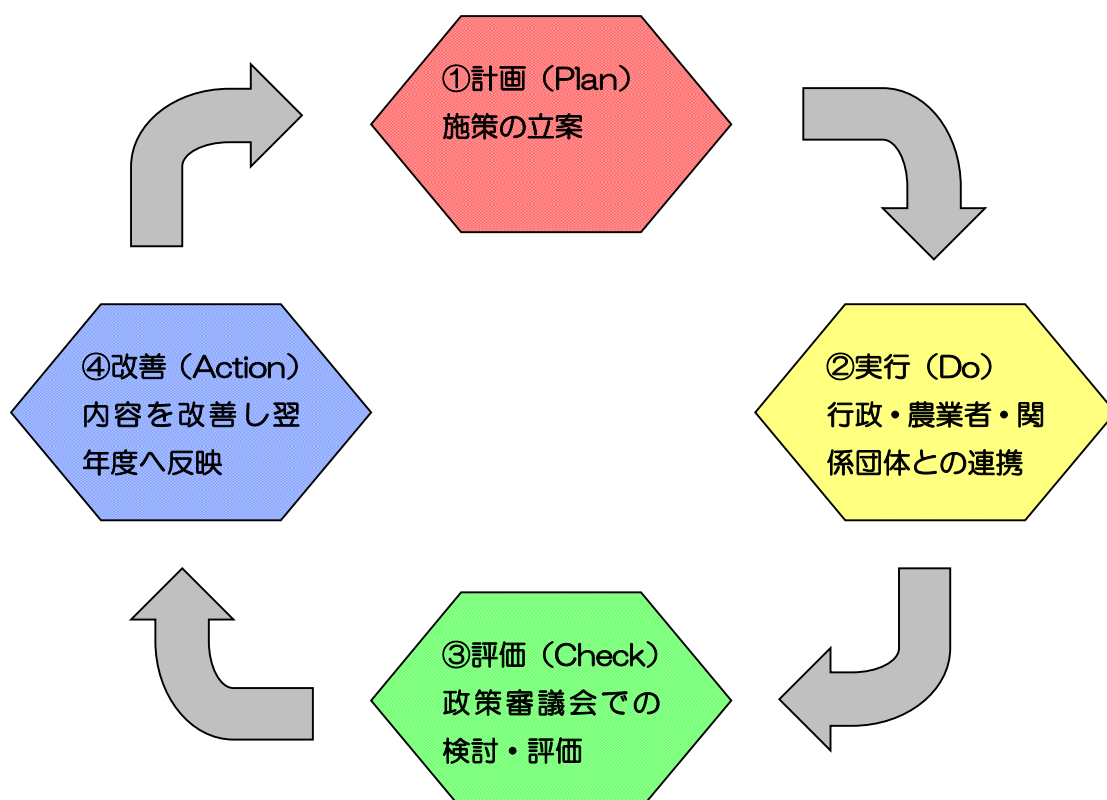 ①計画（Plan）
施策の立案
②実行（Do）
行政・農業者・関
係団体との連携
③評価（Check）
政策審議会での
検討・評価
④改善（Action）
内容を改善し翌
年度へ反映